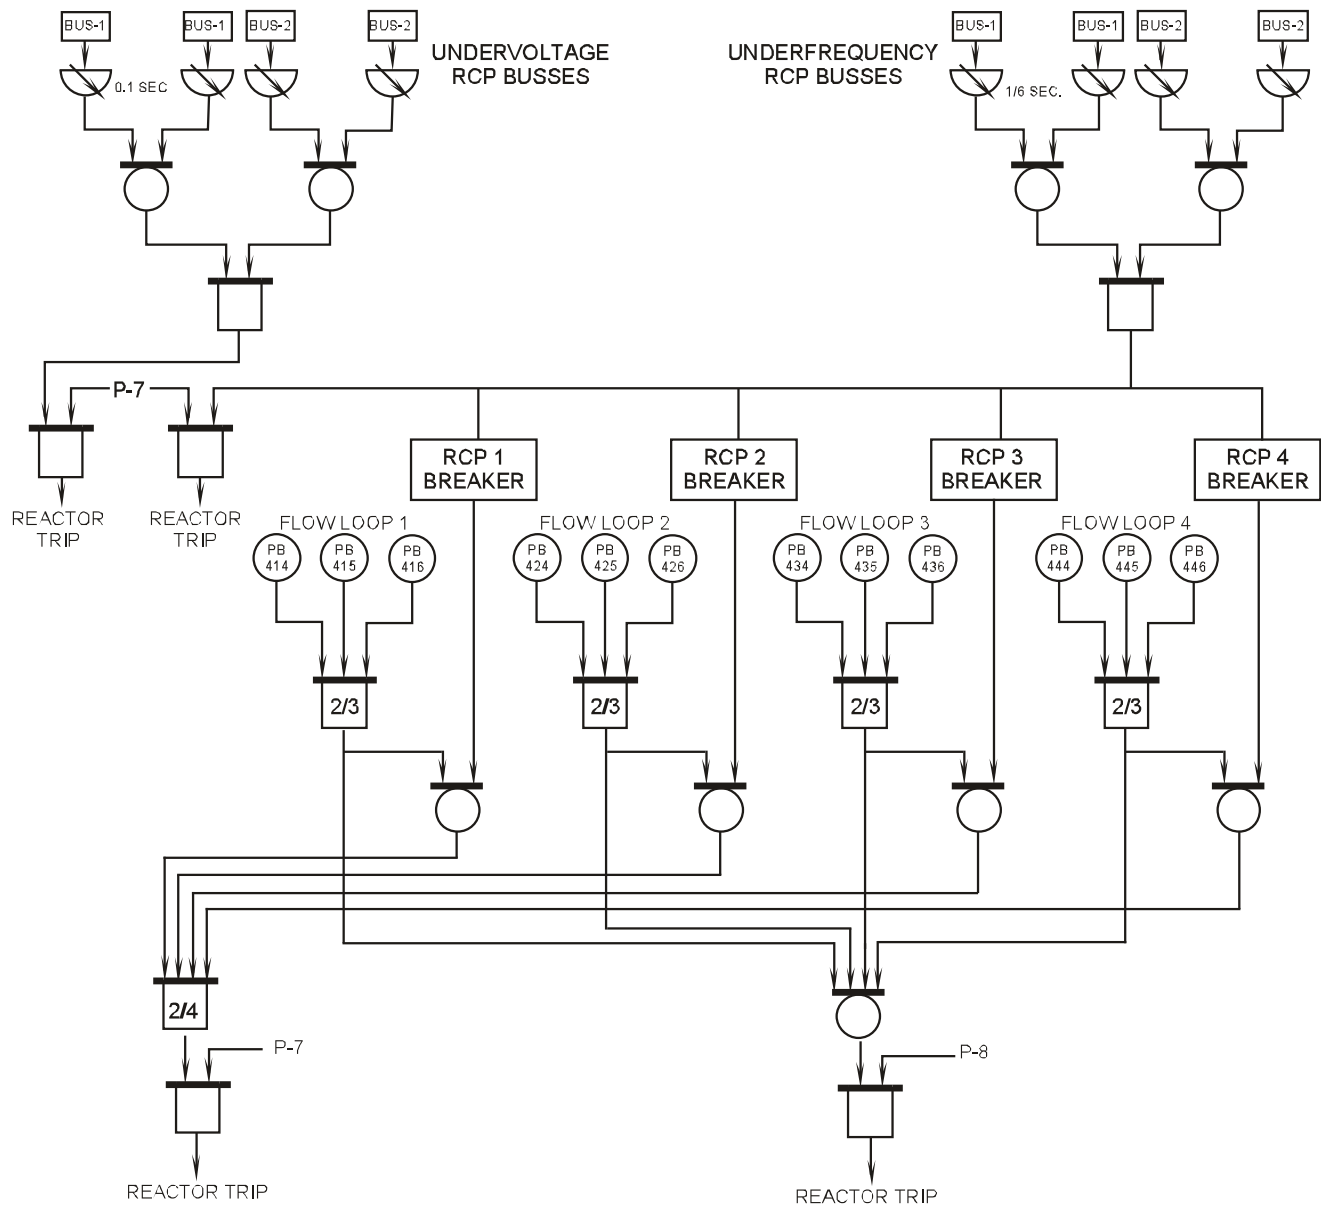 BUS-1
BUS-1
BUS-2
BUS-2
UNDERVOLTAGE
RCP BUSSES
UNDERFREQUENCY
RCP BUSSES
BUS-1
BUS-1
BUS-2
BUS-2
0.1 SEC
1/6 SEC.
P-7
REACTOR
TRIP
REACTOR
TRIP
RCP 1
BREAKER
RCP 2
BREAKER
RCP 3
BREAKER
RCP 4
BREAKER
FLOW LOOP 1
FLOW LOOP 2
FLOW LOOP 3
FLOW LOOP 4
PB
414
PB
415
PB
416
PB
424
PB
425
PB
426
PB
434
PB
435
PB
436
PB
444
PB
445
PB
446
2/3
2/3
2/3
2/3
2/4
P-7
P-8
REACTOR TRIP
REACTOR TRIP